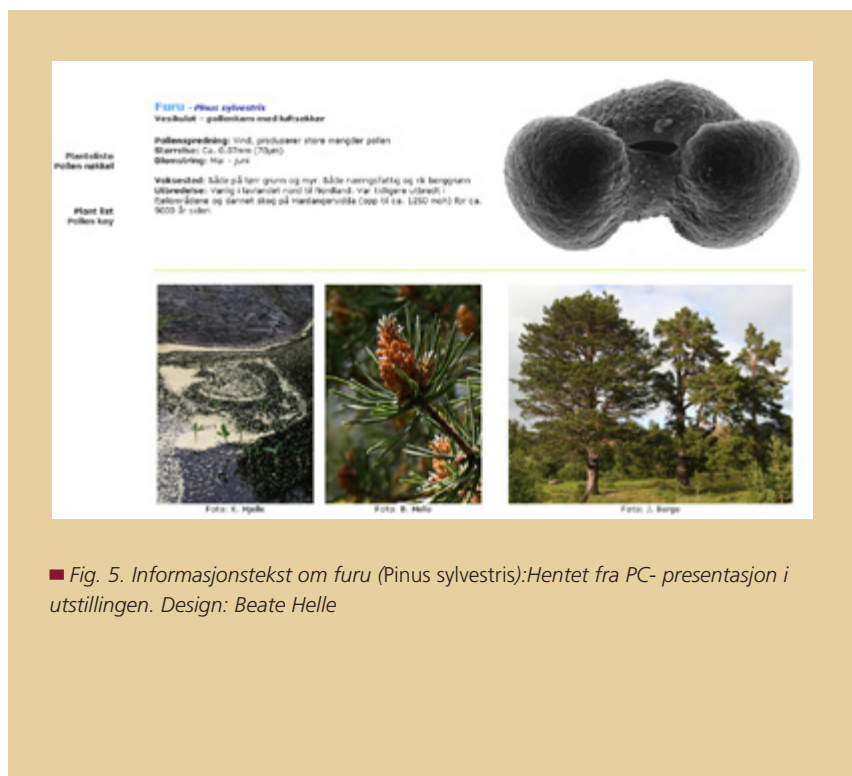 Furu - Pinus sylvestris
Vesikulat – pollenkorn med luftsekker
Pollenspredning: Vind, produserer store mengder pollen
Størrelse: Ca. 0.07mm (70µm)
Blomstring: Mai - juni
Planteliste
Pollen nøkkel
Plant list
Pollen key
Voksested: Både på tørr grunn og myr. Både næringsfattig og rik berggrunn
Utbredelse: Vanlig i lavlandet nord til Nordland. Var tidligere utbredt i
fjellområdene og dannet skog på Hardangervidda (opp til ca. 1250 moh) for ca.
9000 år siden
Foto: K. Hjelle
Foto: B. Helle
Foto: J. Berge
Fig. 5. Informasjonstekst om furu (Pinus sylvestris):Hentet fra PC- presentasjon i
utstillingen. Design: Beate Helle